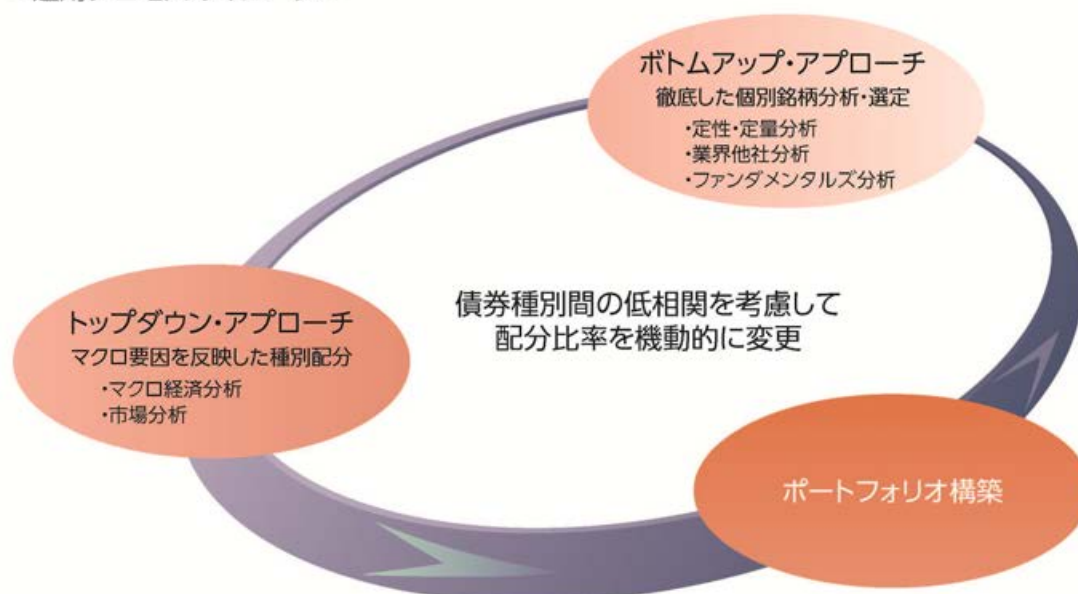 ボトムアップ・アプローチ
徹底した個別銘柄分析・選定
・定性・定量分析
・業界他社分析
・ファンダメンタルズ分析
債券種別間の低相関を考慮して
配分比率を機動的に変更
トップダウン・アプローチ
マクロ要因を反映した種別配分
・マクロ経済分析
・市場分析
ポートフォリオ構築